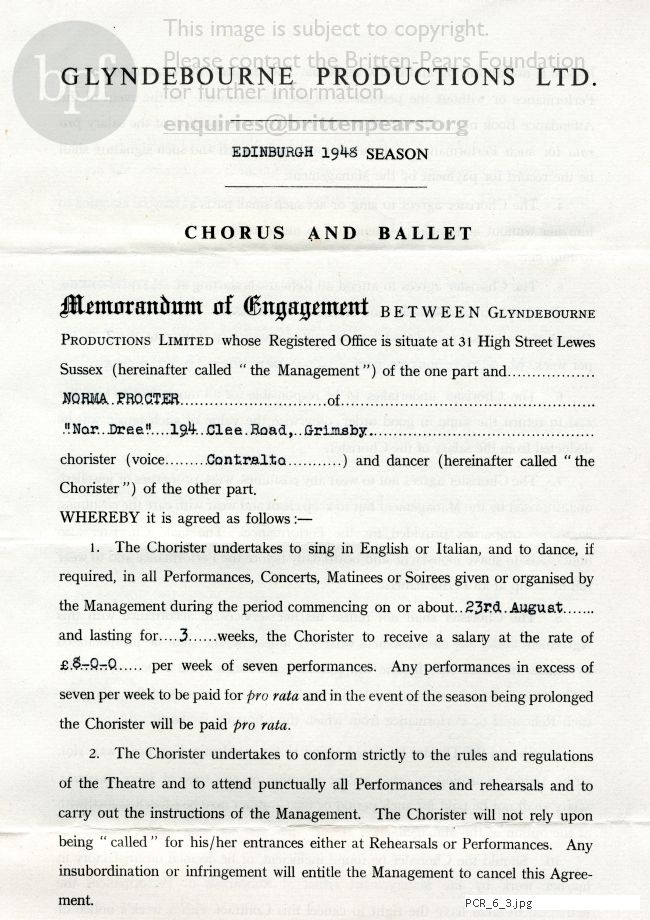 This image is subject to copyright.
Please contact the Britten-Pears Foundation
for further information
enquiries@brittenpears.org
bpf
GLYNDEBOURNE PRODUCTIONS LTD.
EDINBURGH 1948 SEASON
CHORUS AND BALLET
Memorandum of Engagement BETWEEN GLYNDEBOURNE
PRODUCTIONS LIMITED whose Registered Office is situate at 31 High Street Lewes
Sussex (hereinafter called "the Management") of the one part and....................
NORMA PROCTER..............................of.....................................................
"Nor Dree"...194 Clee Road, Grimsby.............................................
chorister (voice........Contralto............) and dancer (hereinafter called "the
Chorister") of the other part.
WHEREBY it is agreed as follows :—
1. The Chorister undertakes to sing in English or Italian, and to dance, if
required, in all Performances, Concerts, Matinees or Soirees given or organised by
the Management during the period commencing on or about..23rd August.......
and lasting for....3......weeks, the Chorister to receive a salary at the rate of
£.8-0-0..... per week of seven performances. Any performances in excess of
seven per week to be paid for pro rata and in the event of the season being prolonged
the Chorister will be paid pro rata.
2. The Chorister undertakes to conform strictly to the rules and regulations
of the Theatre and to attend punctually all Performances and rehearsals and to
carry out the instructions of the Management. The Chorister will not rely upon
being "called" for his/her entrances either at Rehearsals or Performances. Any
insubordination or infringement will entitle the Management to cancel this Agree-
ment.
PCR_6_3.jpg